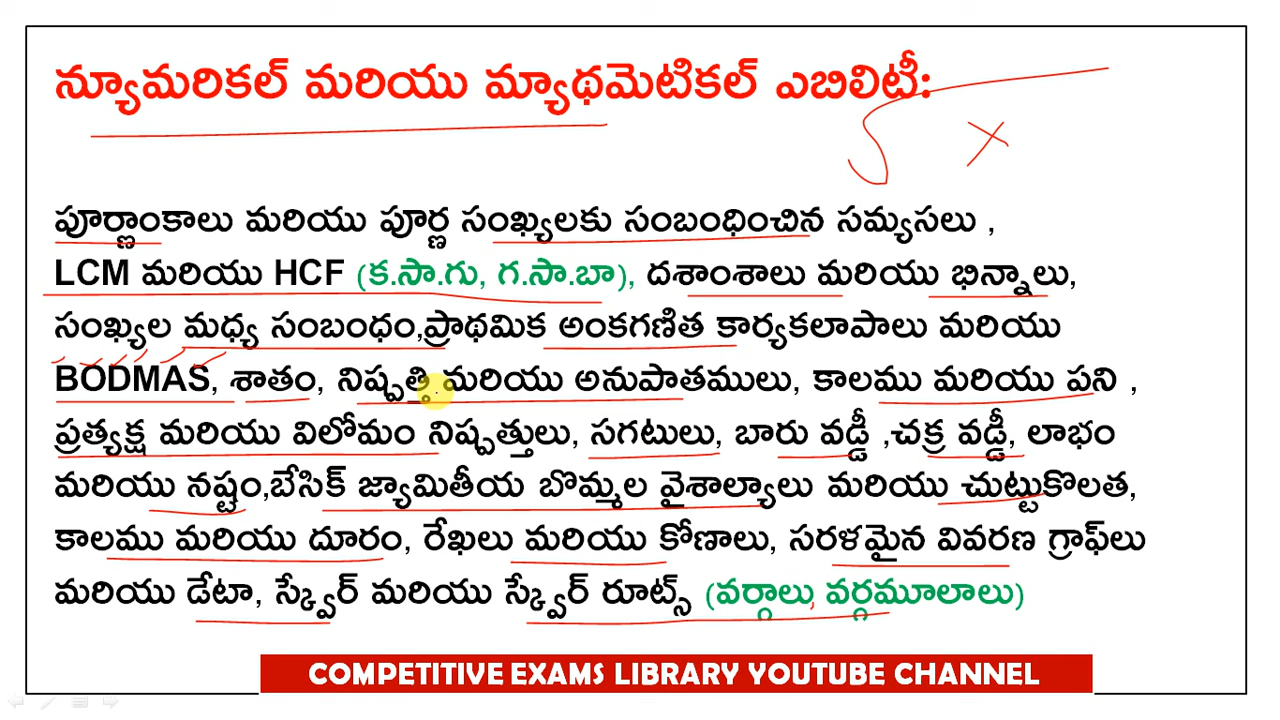 న్యూమరికల్ మరియు మ్యాథమెటికల్ ఎబిలిటీ:
పూర్ణాంకాలు మరియు పూర్ణ సంఖ్యలకు సంబంధించిన సమ్యసలు ,
LCM మరియు HCF (క.సా.గు, గ.సా.బా), దశాంశాలు మరియు భిన్నాలు,
సంఖ్యల మధ్య సంబంధం,ప్రాథమిక అంకగణిత కార్యకలాపాలు మరియు
BODMAS, శాతం, నిష్పత్తి మరియు అనుపాతములు, కాలము మరియు పని ,
ప్రత్యక్ష మరియు విలోమం నిష్పత్తులు, సగటులు, బారు వడ్డీ ,చక్ర వడ్డీ, లాభం
మరియు నష్టం,బేసిక్ జ్యామితీయ బొమ్మల వైశాల్యాలు మరియు చుట్టుకొలత,
కాలము మరియు దూరం, రేఖలు మరియు కోణాలు, సరళమైన వివరణ గ్రాఫ్‌లు
మరియు డేటా, స్క్వేర్ మరియు స్క్వేర్ రూట్స్ (వర్గాలు, వర్గమూలాలు)
COMPETITIVE EXAMS LIBRARY YOUTUBE CHANNEL